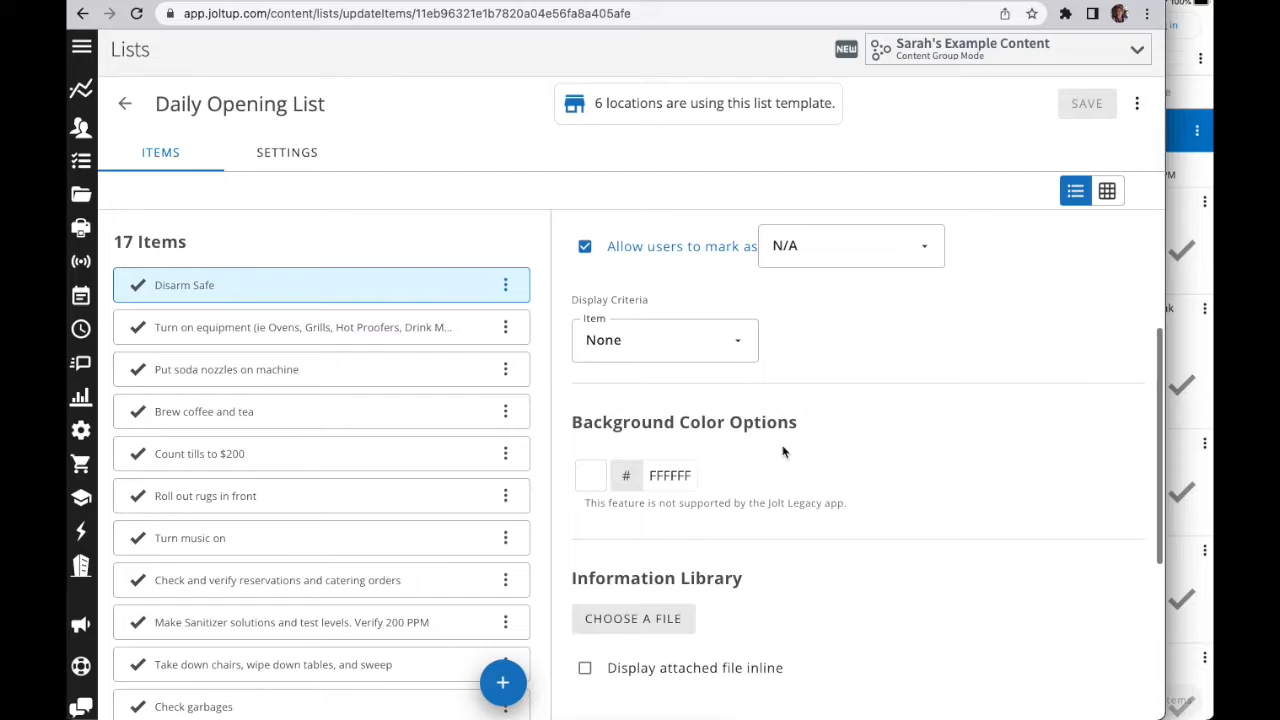 100%
app.joltup.com/content/lists/updateItems/11eb96321e1b7820a04e56fa8a405afe
in
Lists
NEW
Sarah's Example Content
Content Group Mode
Daily Opening List
6 locations are using this list template.
SAVE
ITEMS
SETTINGS
PM
17 Items
Allow users to mark as
N/A
Disarm Safe
Display Criteria
Item
None
Turn on equipment (ie Ovens, Grills, Hot Proofers, Drink M...
Put soda nozzles on machine
Brew coffee and tea
Background Color Options
Count tills to $200
# FFFFFF
Roll out rugs in front
This feature is not supported by the Jolt Legacy app.
Turn music on
Check and verify reservations and catering orders
Information Library
Make Sanitizer solutions and test levels. Verify 200 PPM
CHOOSE A FILE
Take down chairs, wipe down tables, and sweep
Display attached file inline
Check garbages